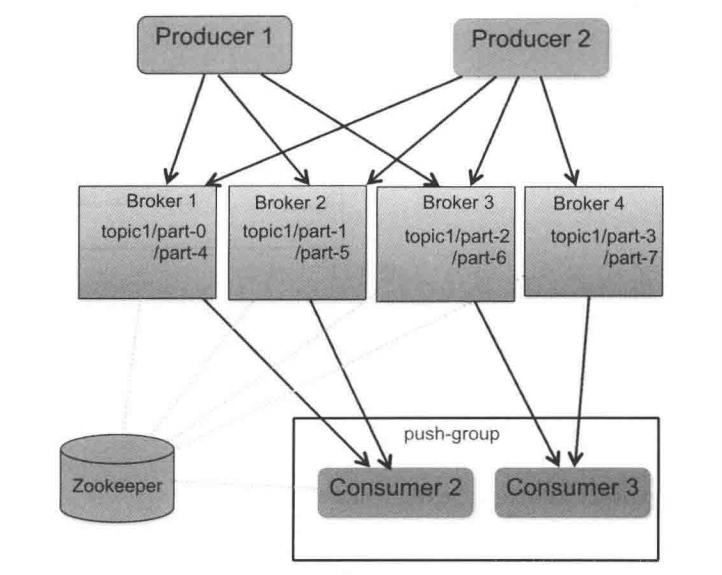 Producer 1
Producer 2
Broker 1
topic1/part-0
/part-4
Broker 2
topic1/part-1
/part-5
Broker 3
topic1/part-2
/part-6
Broker 4
topic1/part-3
/part-7
push-group
Zookeeper
Consumer 2
Consumer 3